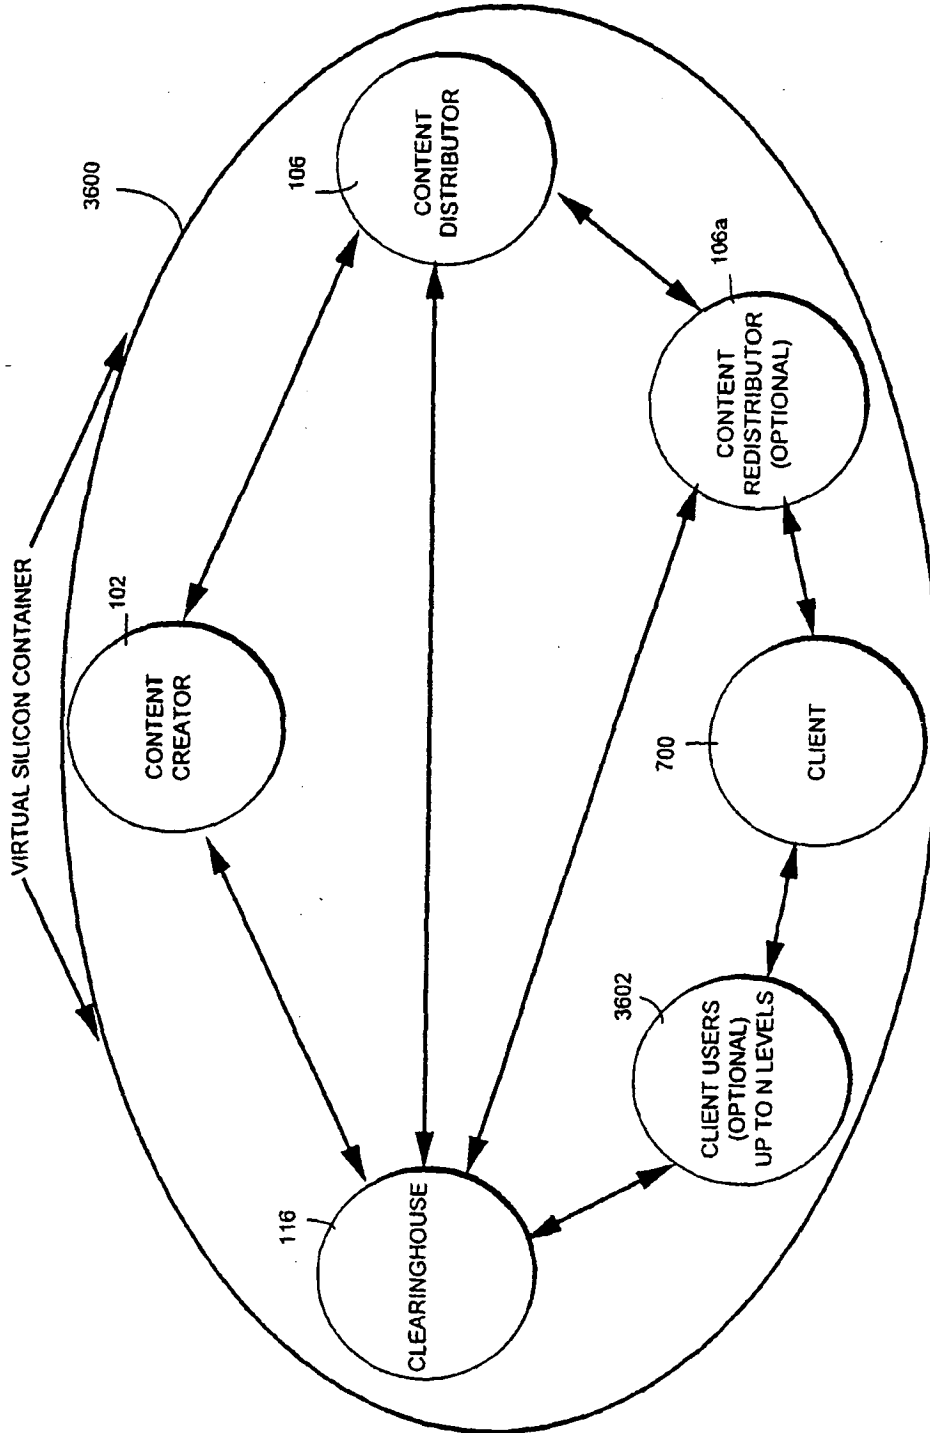 VIRTUAL SILICON CONTAINER
3600
102
CONTENT
CREATOR
106
CONTENT
DISTRIBUTOR
116
CLEARINGHOUSE
106a
CONTENT
REDISTRIBUTOR
(OPTIONAL)
3602
CLIENT USERS
(OPTIONAL)
UP TO N LEVELS
700
CLIENT